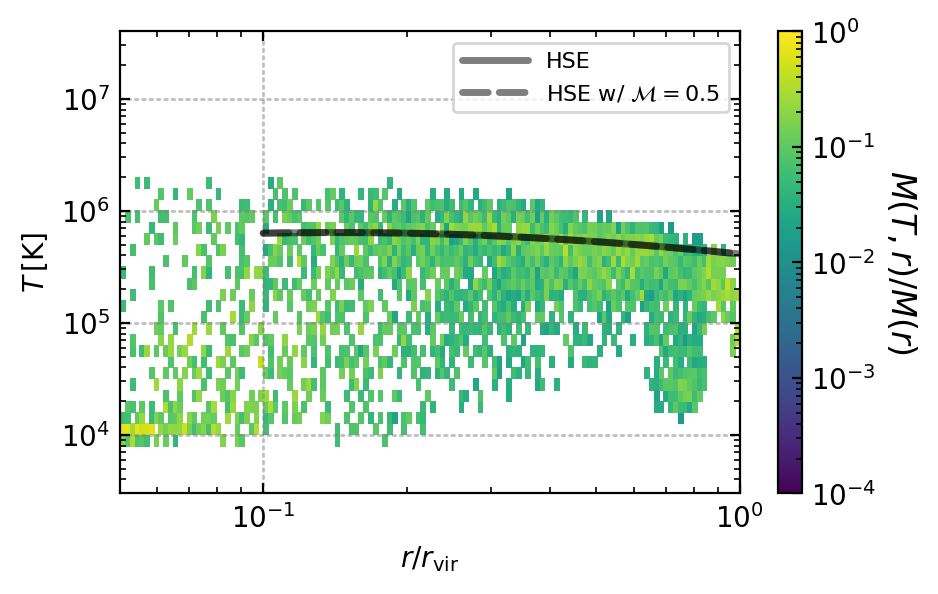 HSE
HSE w/ ℳ = 0.5
10⁷
10⁶
10⁵
10⁴
T [K]
10⁻¹
10⁰
r/r_vir
10⁰
10⁻¹
10⁻²
10⁻³
10⁻⁴
M(T, r)/M(r)